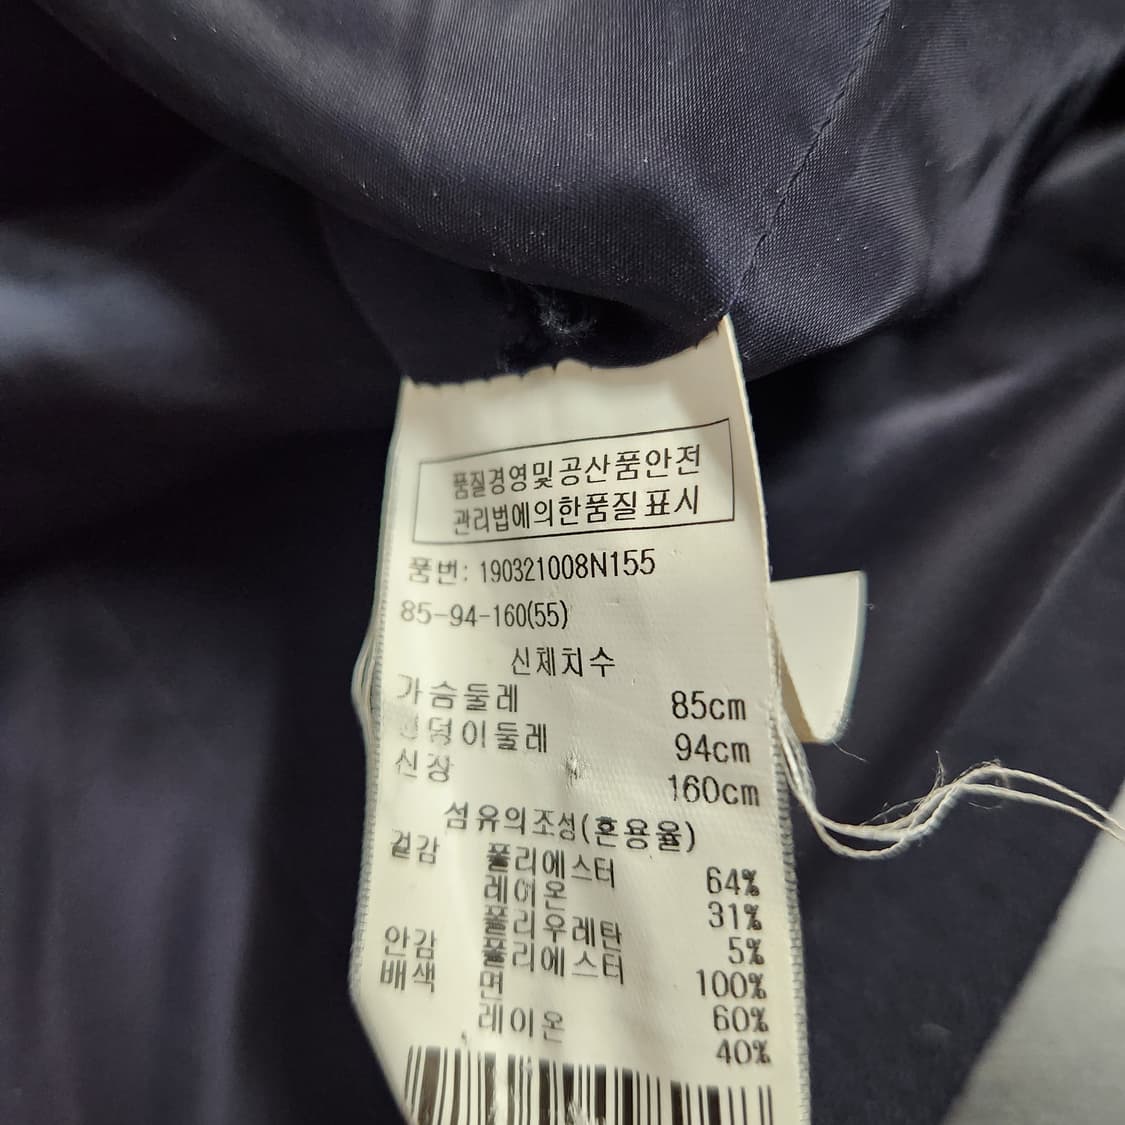 품질경영및공산품안전
관리법에의한품질표시
품번: 190321008N155
85-94-160(55)
신체치수
가슴둘레 85cm
엉덩이둘레 94cm
신장 160cm
섬유의조성(혼용율)
겉감 폴리에스터 64%
레이온 31%
폴리우레탄 5%
안감 폴리에스터 100%
배색 면 60%
레이온 40%